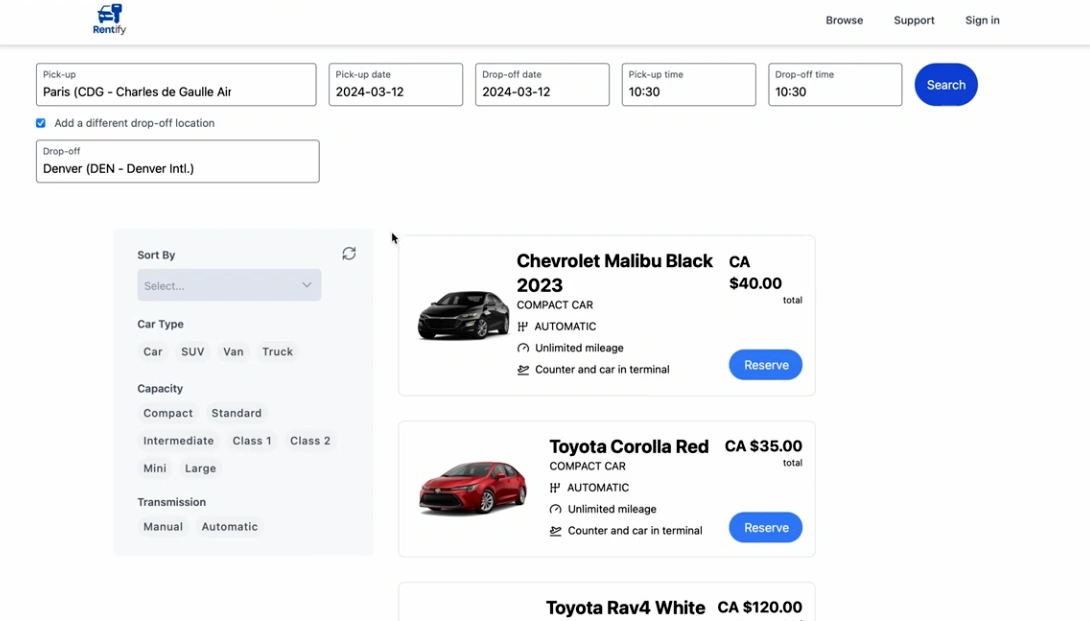 Rentify
Browse Support Sign in
Pick-up
Paris (CDG - Charles de Gaulle Air
Pick-up date
2024-03-12
Drop-off date
2024-03-12
Pick-up time
10:30
Drop-off time
10:30
Search
Add a different drop-off location
Drop-off
Denver (DEN - Denver Intl.)
Sort By
Select...
Car Type
Car SUV Van Truck
Capacity
Compact Standard
Intermediate Class 1 Class 2
Mini Large
Transmission
Manual Automatic
Chevrolet Malibu Black
2023
COMPACT CAR
AUTOMATIC
Unlimited mileage
Counter and car in terminal
CA
$40.00
total
Reserve
Toyota Corolla Red
COMPACT CAR
AUTOMATIC
Unlimited mileage
Counter and car in terminal
CA $35.00
total
Reserve
Toyota Rav4 White
CA $120.00